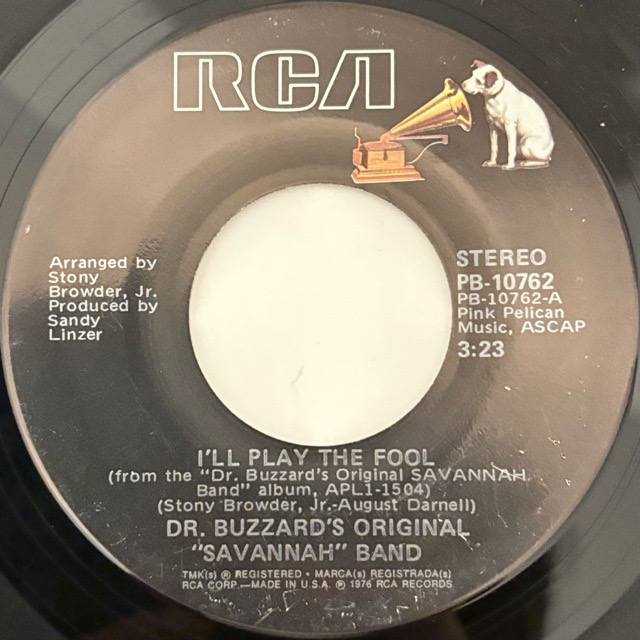 RCA
Arranged by
Stony
Browder, Jr.
Produced by
Sandy
Linzer
STEREO
PB-10762
PB-10762-A
Pink Pelican
Music, ASCAP
3:23
I'LL PLAY THE FOOL
(from the "Dr. Buzzard's Original SAVANNAH
Band" album, APL1-1504)
(Stony Browder, Jr.-August Darnell)
DR. BUZZARD'S ORIGINAL
"SAVANNAH" BAND
TMK(s) ® REGISTERED • MARCA(s) REGISTRADA(s)
RCA CORP.—MADE IN U.S.A. ℗ 1976 RCA RECORDS